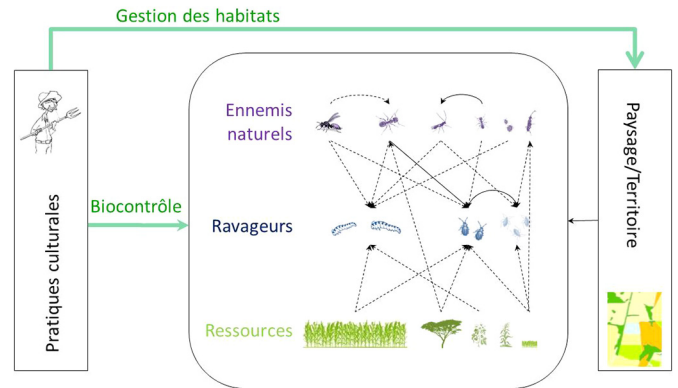 Gestion des habitats
Pratiques culturales
Biocontrôle
Ennemis
naturels
Ravageurs
Ressources
Paysage/Territoire